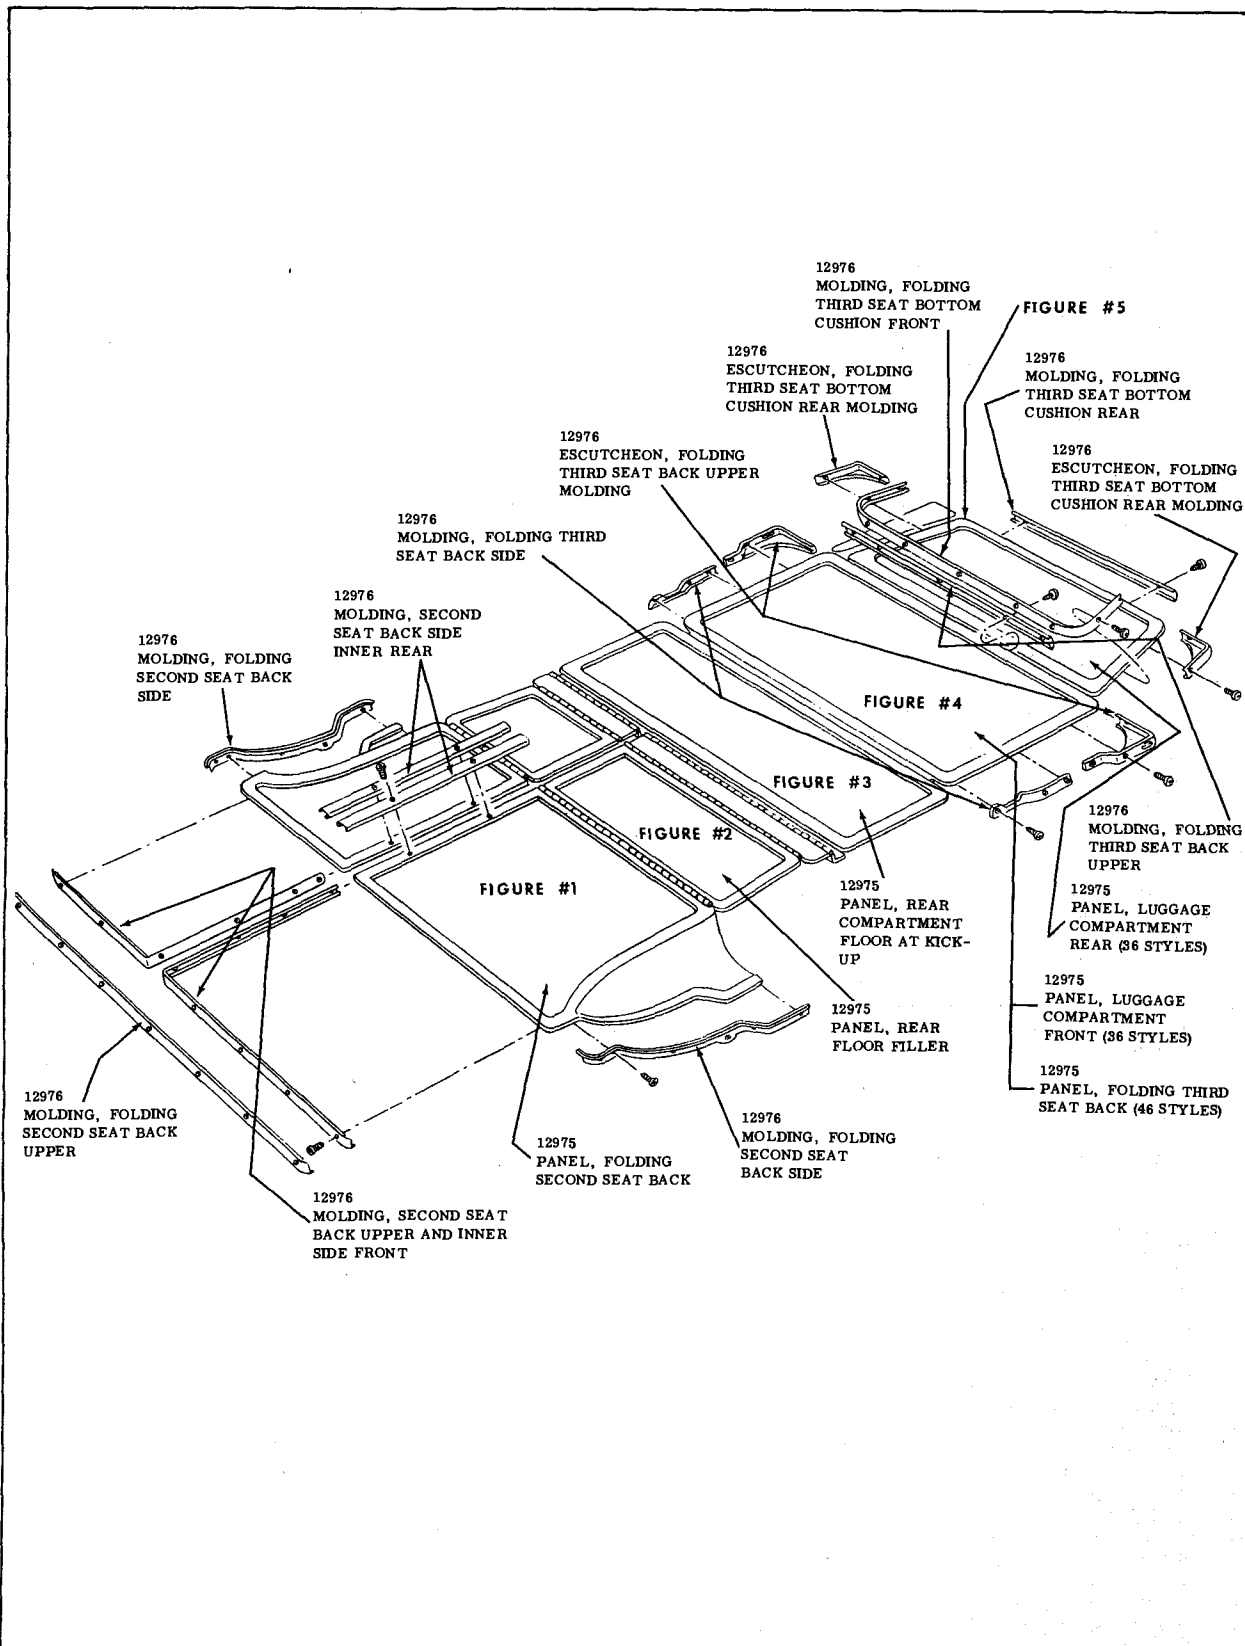 12976
MOLDING, FOLDING
THIRD SEAT BOTTOM
CUSHION FRONT
FIGURE #5
12976
ESCUTCHEON, FOLDING
THIRD SEAT BOTTOM
CUSHION REAR MOLDING
12976
MOLDING, FOLDING
THIRD SEAT BOTTOM
CUSHION REAR
12976
ESCUTCHEON, FOLDING
THIRD SEAT BACK UPPER
MOLDING
12976
ESCUTCHEON, FOLDING
THIRD SEAT BOTTOM
CUSHION REAR MOLDING
12976
MOLDING, FOLDING THIRD
SEAT BACK SIDE
12976
MOLDING, SECOND
SEAT BACK SIDE
INNER REAR
12976
MOLDING, FOLDING
SECOND SEAT BACK
SIDE
FIGURE #4
FIGURE #3
FIGURE #2
FIGURE #1
12976
MOLDING, FOLDING
THIRD SEAT BACK
UPPER
12975
PANEL, REAR
COMPARTMENT
FLOOR AT KICK-
UP
12975
PANEL, LUGGAGE
COMPARTMENT
REAR (36 STYLES)
12975
PANEL, LUGGAGE
COMPARTMENT
FRONT (36 STYLES)
12975
PANEL, REAR
FLOOR FILLER
12975
PANEL, FOLDING THIRD
SEAT BACK (46 STYLES)
12976
MOLDING, FOLDING
SECOND SEAT BACK
UPPER
12976
MOLDING, FOLDING
SECOND SEAT
BACK SIDE
12975
PANEL, FOLDING
SECOND SEAT BACK
12976
MOLDING, SECOND SEAT
BACK UPPER AND INNER
SIDE FRONT